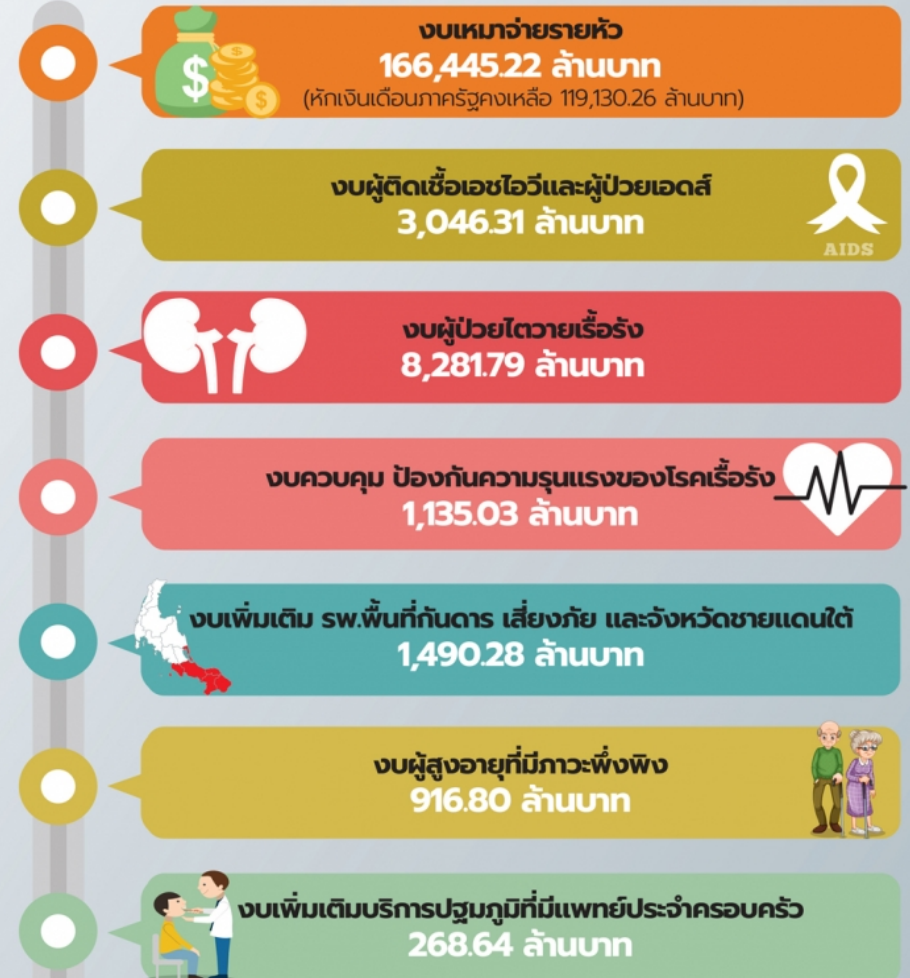 งบเหมาจ่ายรายหัว
166,445.22 ล้านบาท
(หักเงินเดือนภาครัฐคงเหลือ 119,130.26 ล้านบาท)
งบผู้ติดเชื้อเอชไอวีและผู้ป่วยเอดส์
3,046.31 ล้านบาท
AIDS
งบผู้ป่วยไตวายเรื้อรัง
8,281.79 ล้านบาท
งบควบคุม ป้องกันความรุนแรงของโรคเรื้อรัง
1,135.03 ล้านบาท
งบเพิ่มเติม รพ.พื้นที่กันดาร เสี่ยงภัย และจังหวัดชายแดนใต้
1,490.28 ล้านบาท
งบผู้สูงอายุที่มีภาวะพึ่งพิง
916.80 ล้านบาท
งบเพิ่มเติมบริการปฐมภูมิที่มีแพทย์ประจำครอบครัว
268.64 ล้านบาท